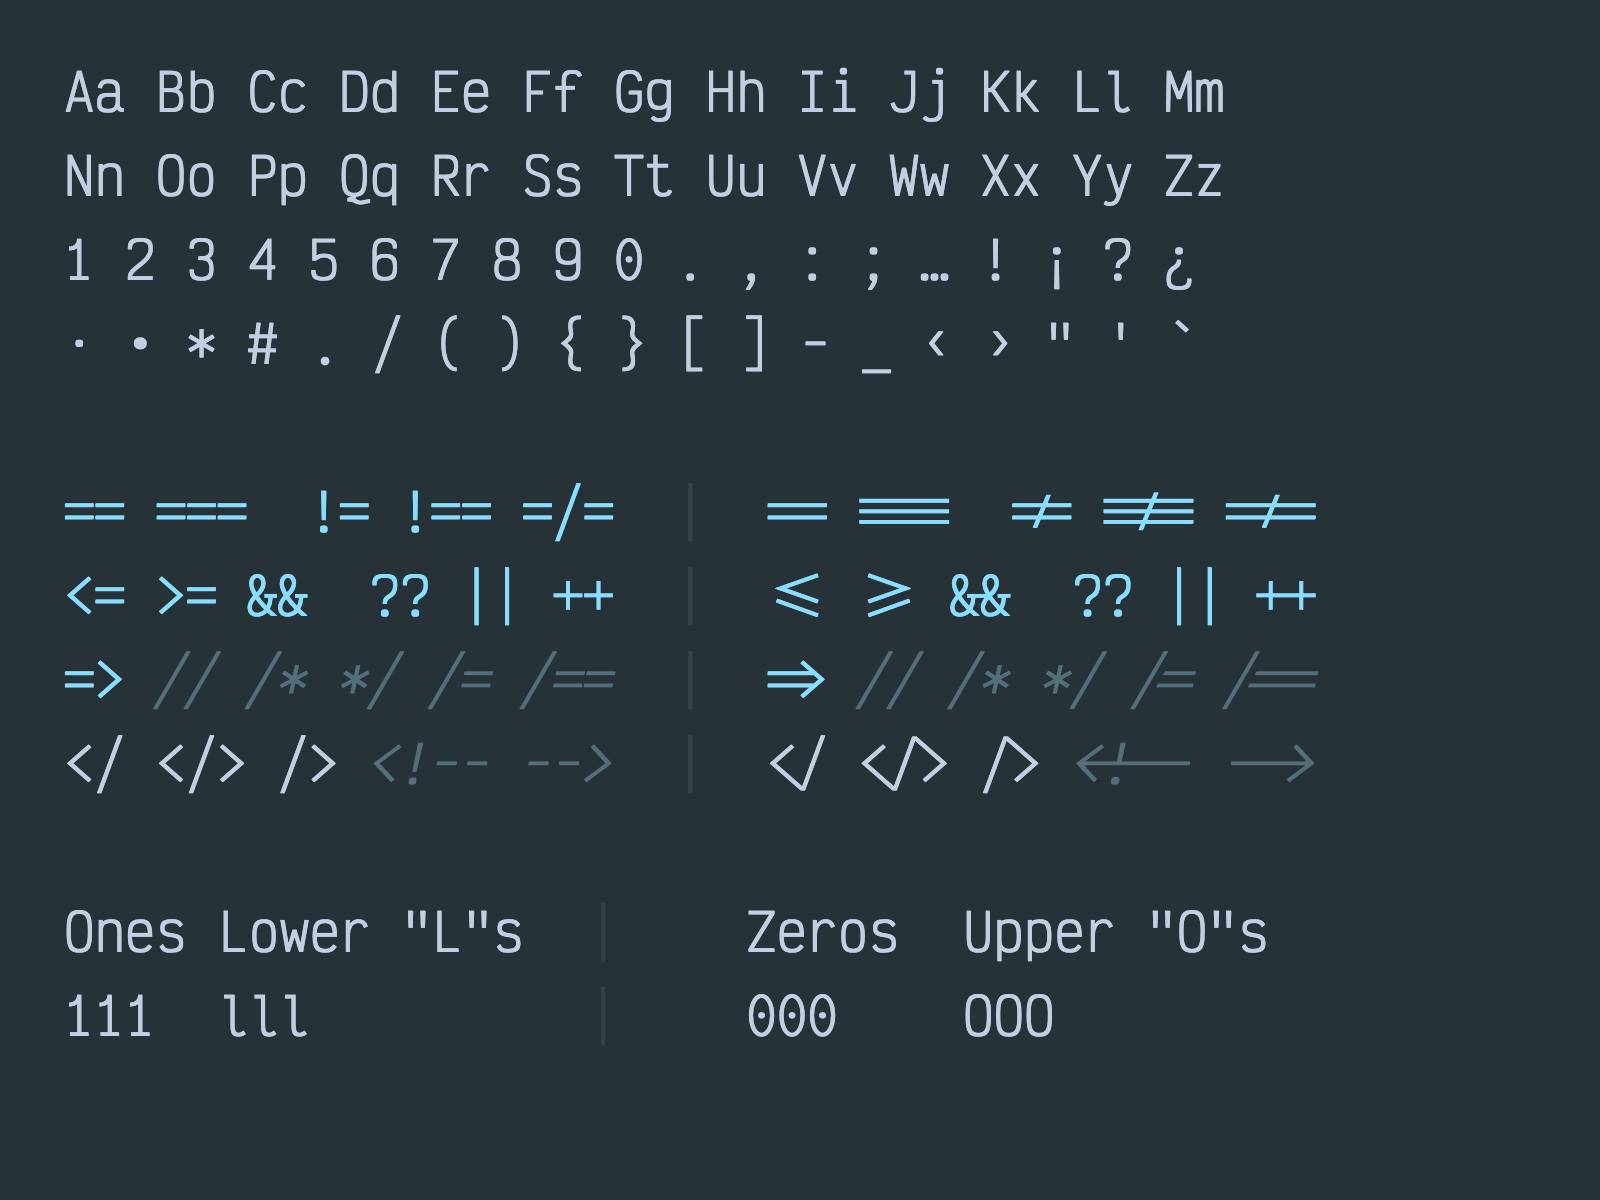 Aa Bb Cc Dd Ee Ff Gg Hh Ii Jj Kk Ll Mm
Nn Oo Pp Qq Rr Ss Tt Uu Vv Ww Xx Yy Zz
1 2 3 4 5 6 7 8 9 0 . , : ; … ! ¡ ? ¿
· • * # . / ( ) { } [ ] - _ ‹ › " ' `
== === != !== =/= | == === != !== =/=
<= >= && ?? || ++ | <= >= && ?? || ++
=> // /* */ /= /== | => // /* */ /= /==
</ </> /> <!-- --> | </ </> /> <!-- -->
Ones Lower "L"s | Zeros Upper "O"s
111 lll | 000 OOO